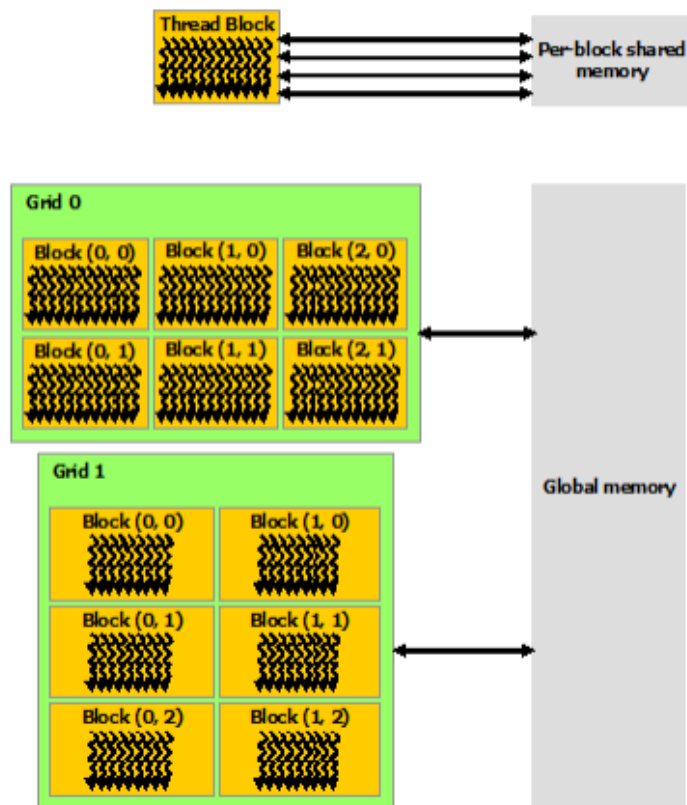 Thread Block
Per-block shared
memory
Grid 0
Block (0, 0) Block (1, 0) Block (2, 0)
Block (0, 1) Block (1, 1) Block (2, 1)
Grid 1
Global memory
Block (0, 0) Block (1, 0)
Block (0, 1) Block (1, 1)
Block (0, 2) Block (1, 2)